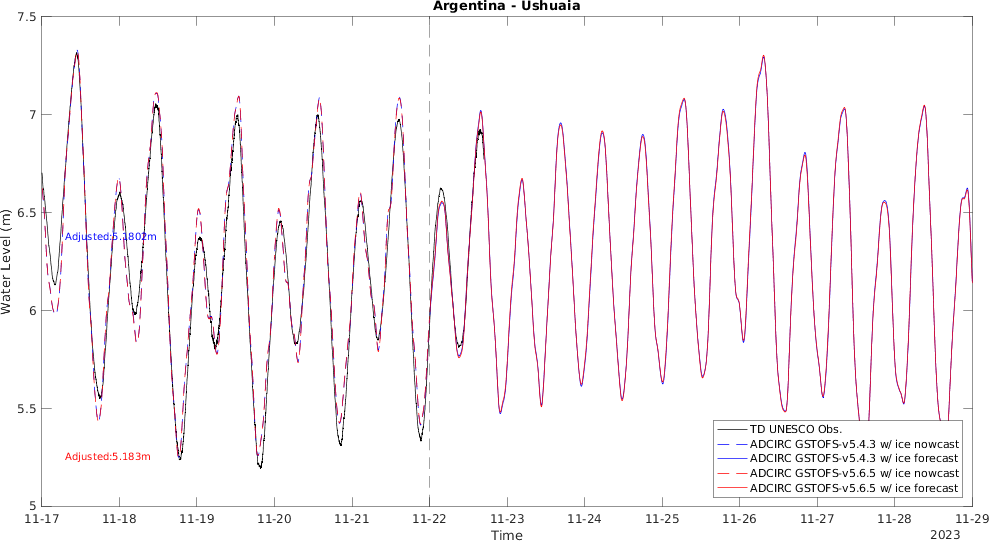 Argentina - Ushuaia
7.5
7
6.5
6
5.5
5
Water Level (m)
Adjusted:5.1802m
Adjusted:5.183m
TD UNESCO Obs.
ADCIRC GSTOFS-v5.4.3 w/ ice nowcast
ADCIRC GSTOFS-v5.4.3 w/ ice forecast
ADCIRC GSTOFS-v5.6.5 w/ ice nowcast
ADCIRC GSTOFS-v5.6.5 w/ ice forecast
11-17 11-18 11-19 11-20 11-21 11-22 11-23 11-24 11-25 11-26 11-27 11-28 11-29
Time
2023